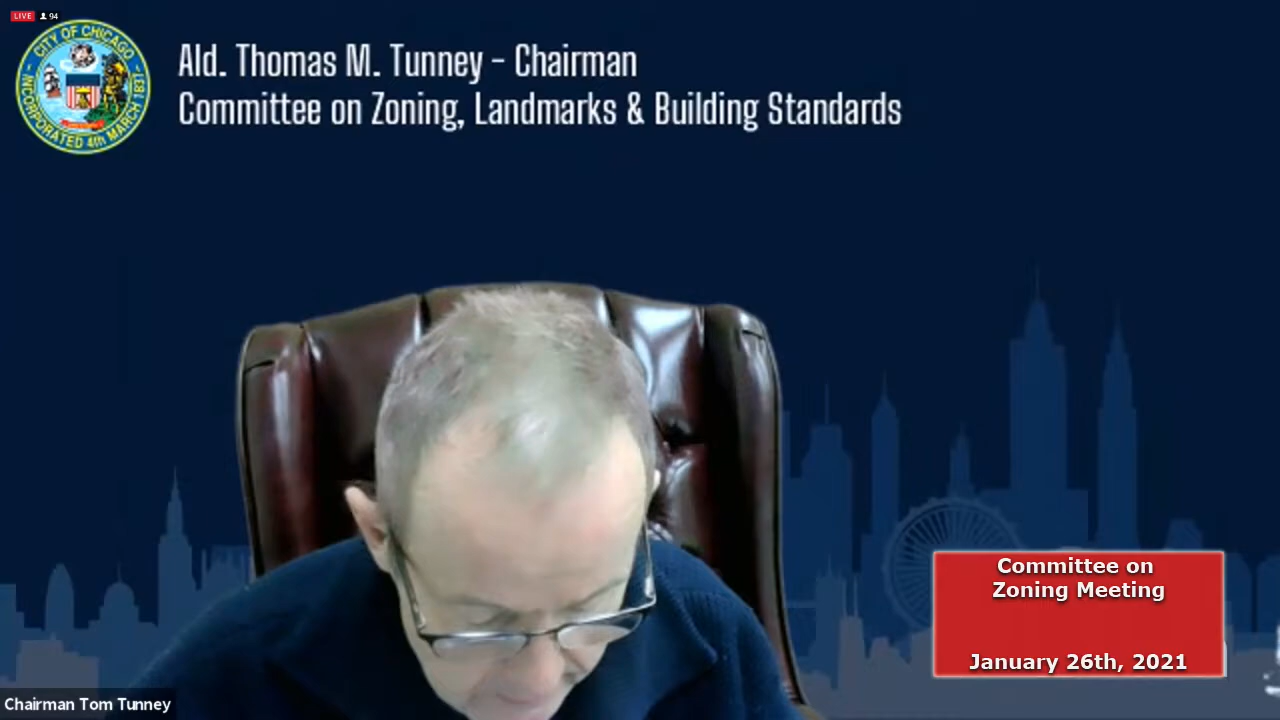 LIVE 94
CITY OF CHICAGO
INCORPORATED 4th MARCH 1837
Ald. Thomas M. Tunney - Chairman
Committee on Zoning, Landmarks & Building Standards
Committee on
Zoning Meeting
January 26th, 2021
Chairman Tom Tunney